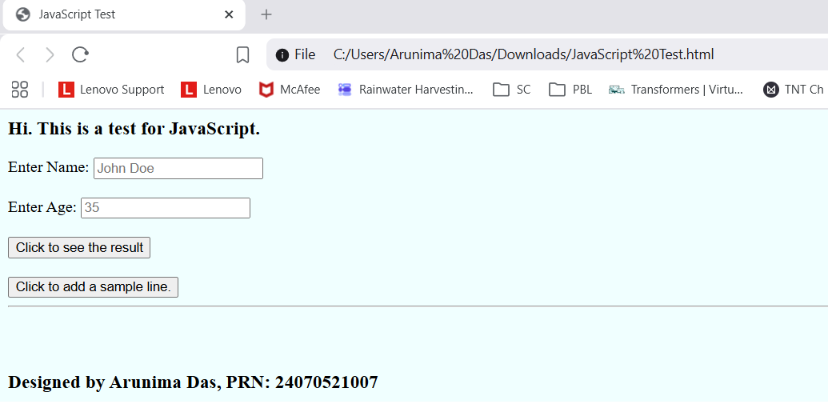 JavaScript Test
File C:/Users/Arunima%20Das/Downloads/JavaScript%20Test.html
Lenovo Support Lenovo McAfee Rainwater Harvestin... SC PBL Transformers | Virtu... TNT Ch
Hi. This is a test for JavaScript.
Enter Name: John Doe
Enter Age: 35
Click to see the result
Click to add a sample line.
Designed by Arunima Das, PRN: 24070521007